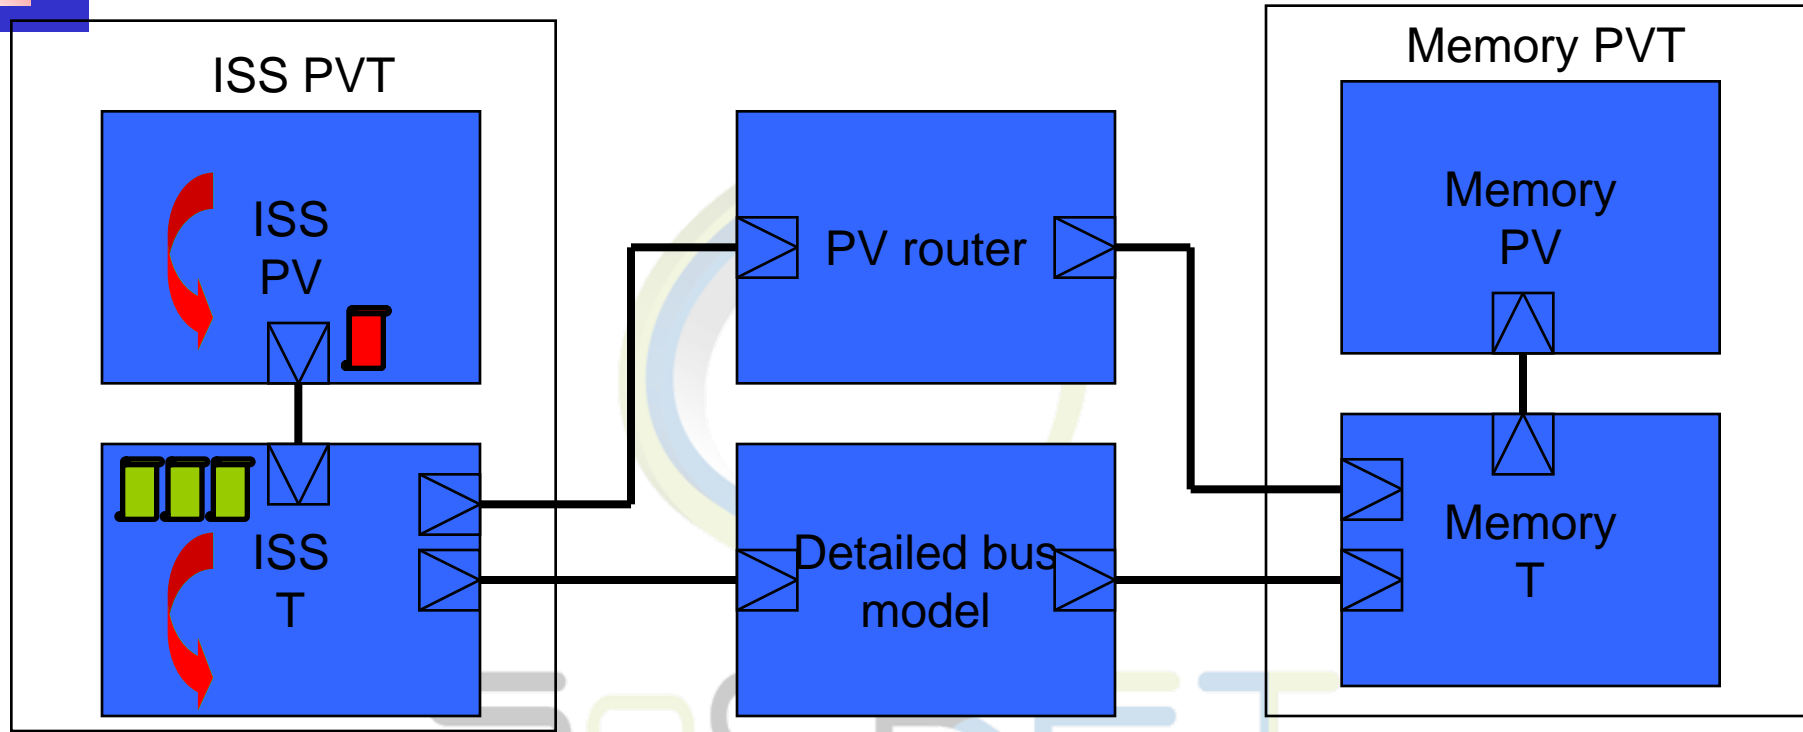 ISS PVT
Memory PVT
ISS
PV
PV router
Memory
PV
ISS
T
Detailed bus
model
Memory
T